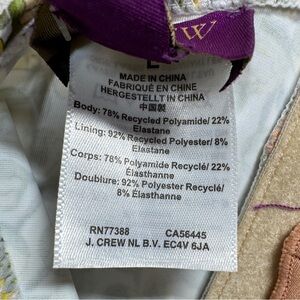 W
L
MADE IN CHINA
FABRIQUÉ EN CHINE
HERGESTELLT IN CHINA
中国製
Body: 78% Recycled Polyamide/ 22%
Elastane
Lining: 92% Recycled Polyester/ 8%
Elastane
Corps: 78% Polyamide Recyclé/ 22%
Élasthanne
Doublure: 92% Polyester Recyclé/
8% Élasthanne
RN77388 CA56445
J. CREW NL B.V. EC4V 6JA